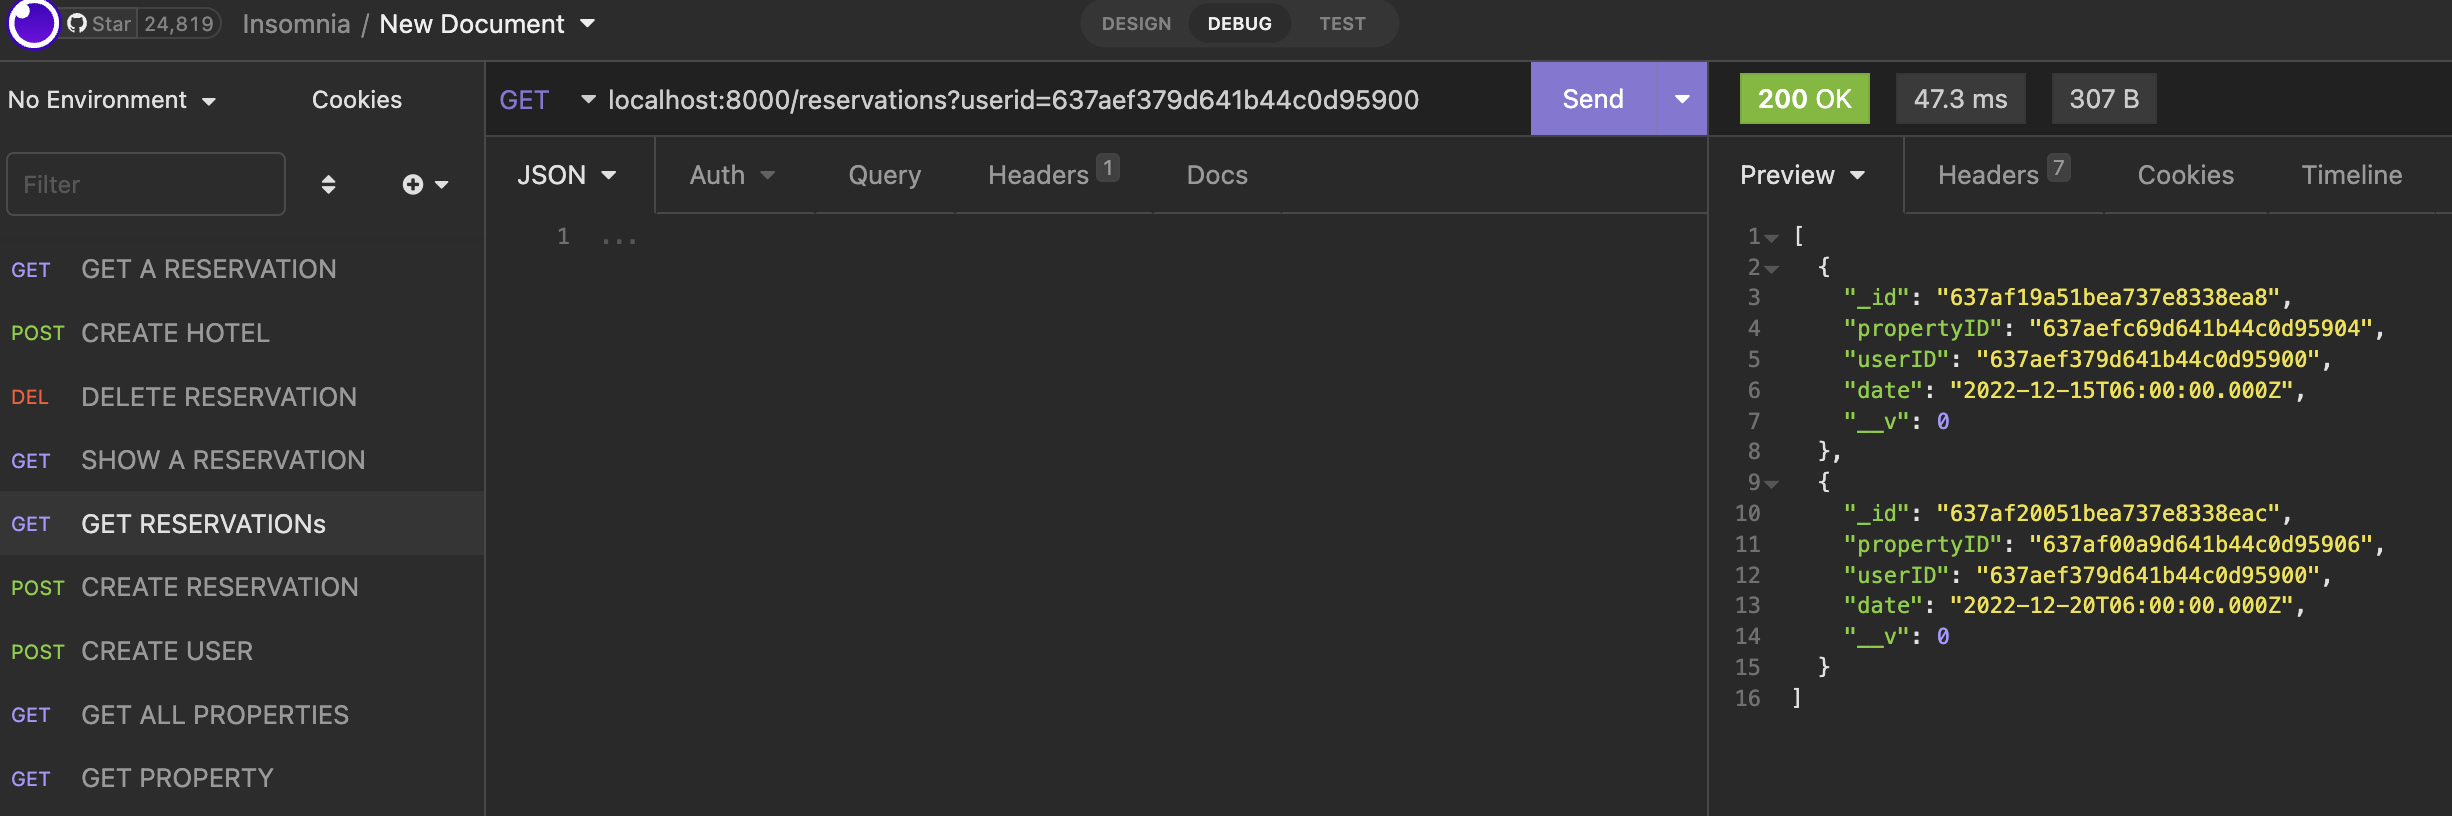 Star 24,819 Insomnia / New Document DESIGN DEBUG TEST
No Environment Cookies
Filter
GET GET A RESERVATION
POST CREATE HOTEL
DEL DELETE RESERVATION
GET SHOW A RESERVATION
GET GET RESERVATIONs
POST CREATE RESERVATION
POST CREATE USER
GET GET ALL PROPERTIES
GET GET PROPERTY
GET localhost:8000/reservations?userid=637aef379d641b44c0d95900 Send
JSON Auth Query Headers 1 Docs
1 ...
200 OK 47.3 ms 307 B
Preview Headers 7 Cookies Timeline
1 [
2 {
3 "_id": "637af19a51bea737e8338ea8",
4 "propertyID": "637aefc69d641b44c0d95904",
5 "userID": "637aef379d641b44c0d95900",
6 "date": "2022-12-15T06:00:00.000Z",
7 "__v": 0
8 },
9 {
10 "_id": "637af20051bea737e8338eac",
11 "propertyID": "637af00a9d641b44c0d95906",
12 "userID": "637aef379d641b44c0d95900",
13 "date": "2022-12-20T06:00:00.000Z",
14 "__v": 0
15 }
16 ]